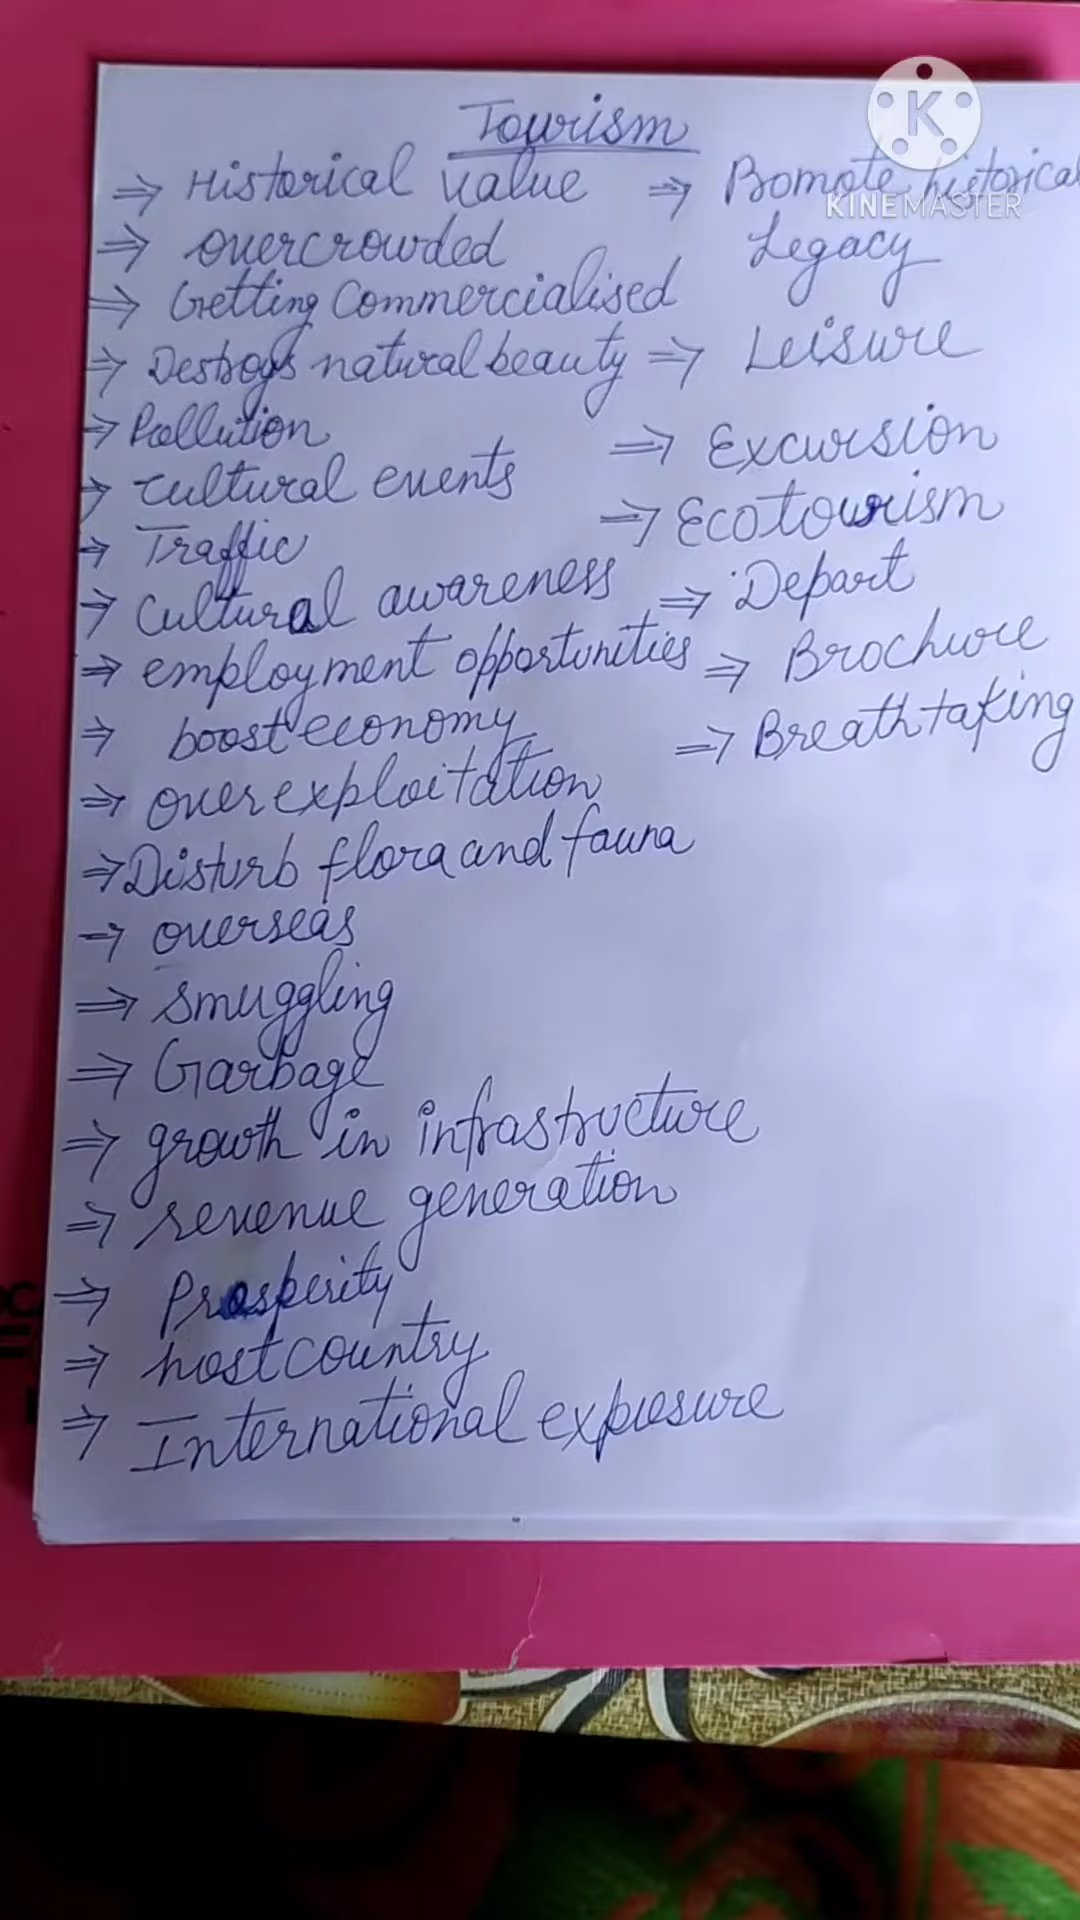 Tourism
⇒ Historical value
⇒ overcrowded
⇒ Getting Commercialised
⇒ Destroys natural beauty
⇒ Pollution
⇒ cultural events
⇒ Traffic
⇒ Cultural awareness
⇒ employment opportunities
⇒ boost economy
⇒ over exploitation
⇒ Disturb flora and fauna
⇒ overseas
⇒ smuggling
⇒ Garbage
⇒ growth in infrastructure
⇒ revenue generation
⇒ Prosperity
⇒ host country
⇒ International exposure
⇒ Promote historical
Legacy
⇒ Leisure
⇒ Excursion
⇒ Ecotourism
⇒ Depart
⇒ Brochure
⇒ Breathtaking
K
KINEMASTER